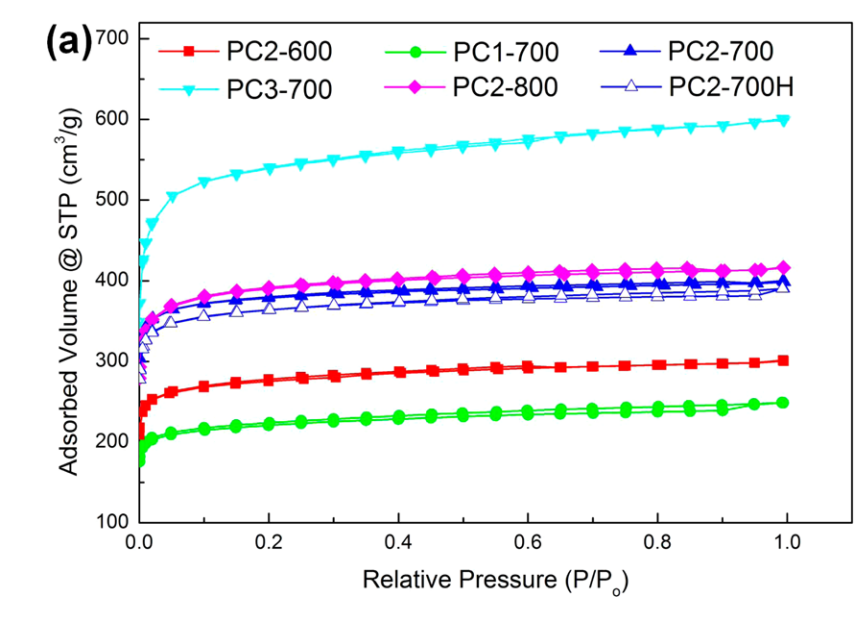 (a)
700
600
500
400
300
200
100
PC2-600 PC1-700 PC2-700
PC3-700 PC2-800 PC2-700H
Adsorbed Volume @ STP (cm³/g)
0.0 0.2 0.4 0.6 0.8 1.0
Relative Pressure (P/Pₒ)